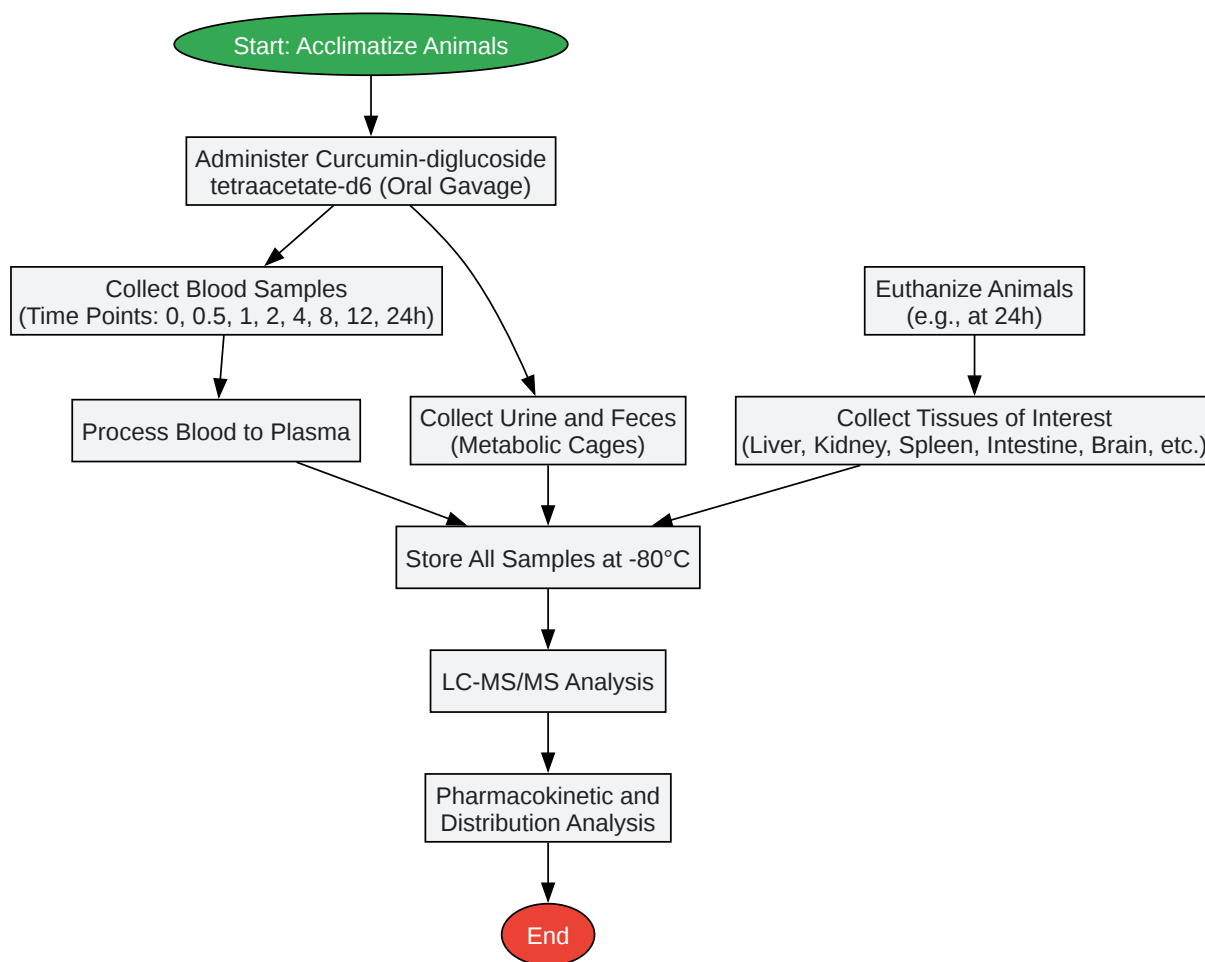 Start: Acclimatize Animals
Administer Curcumin-diglucoside
tetraacetate-d6 (Oral Gavage)
Collect Blood Samples
(Time Points: 0, 0.5, 1, 2, 4, 8, 12, 24h)
Euthanize Animals
(e.g., at 24h)
Process Blood to Plasma
Collect Urine and Feces
(Metabolic Cages)
Collect Tissues of Interest
(Liver, Kidney, Spleen, Intestine, Brain, etc.)
Store All Samples at -80°C
LC-MS/MS Analysis
Pharmacokinetic and
Distribution Analysis
End